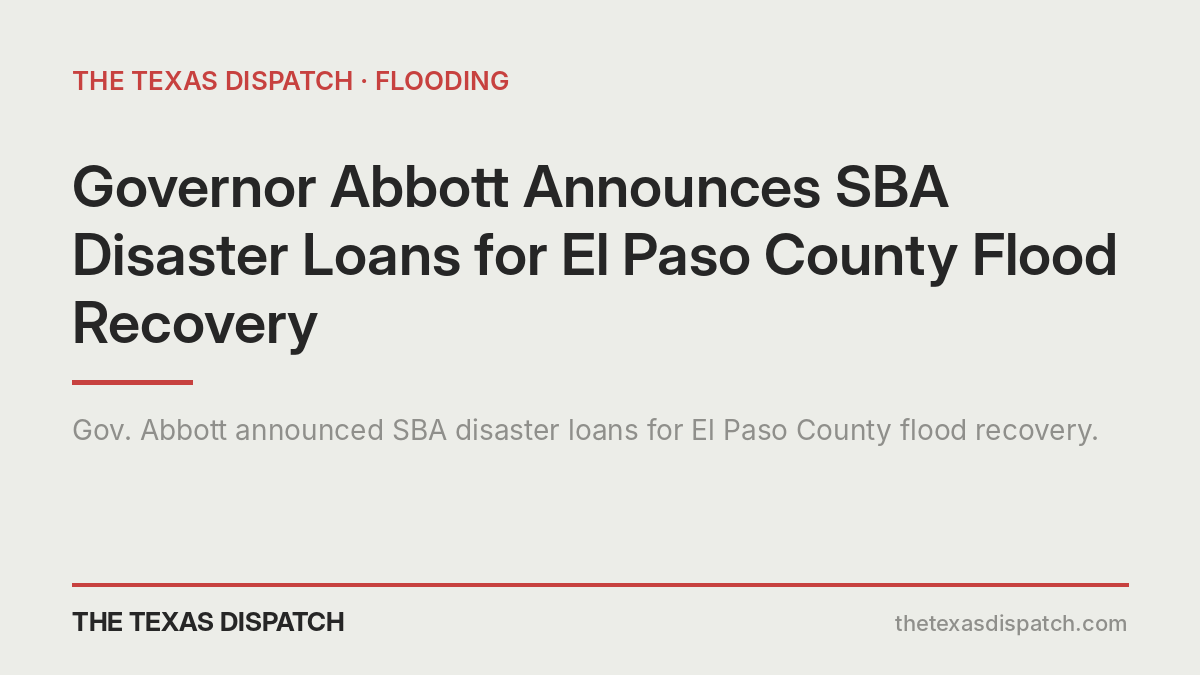 THE TEXAS DISPATCH · FLOODING
Governor Abbott Announces SBA
Disaster Loans for El Paso County Flood
Recovery
Gov. Abbott announced SBA disaster loans for El Paso County flood recovery.
THE TEXAS DISPATCH
thetexasdispatch.com